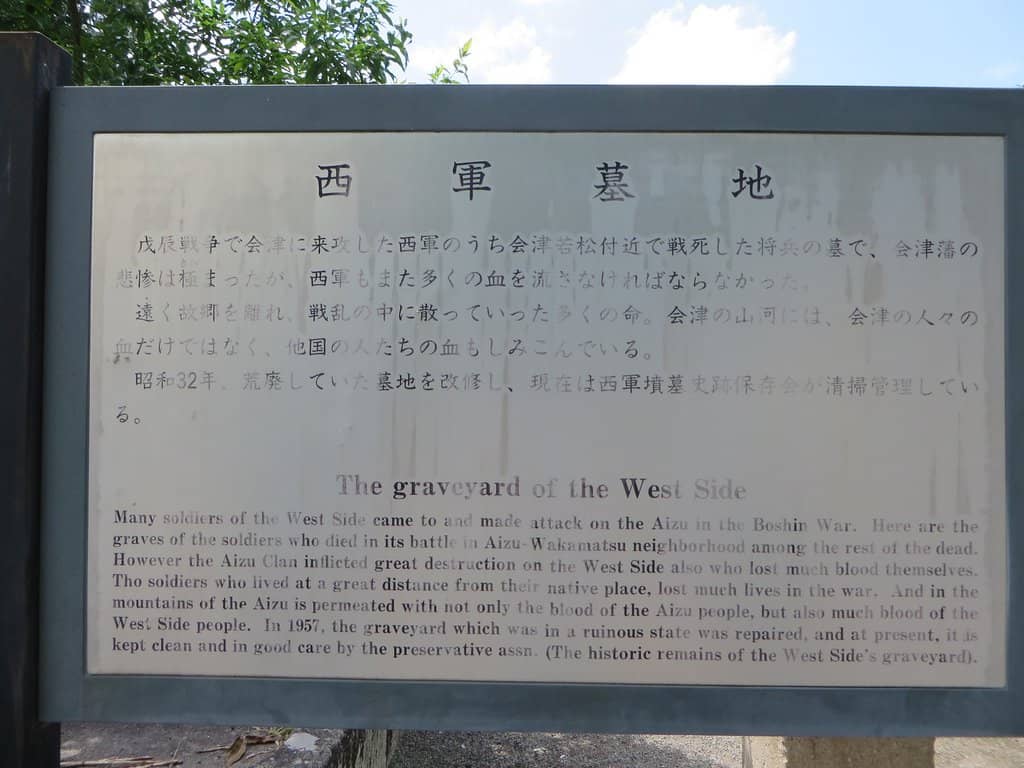 西軍墓地
戊辰戦争で会津に来攻した西軍のうち会津若松付近で戦死した将兵の墓で、会津藩の
悲惨は極まったが、西軍もまた多くの血を流さなければならなかった。
遠く故郷を離れ、戦乱の中に散っていった多くの命。会津の山河には、会津の人々の
血だけではなく、他国の人たちの血もしみこんでいる。
昭和32年、荒廃していた墓地を改修し、現在は西軍墳墓史跡保存会が清掃管理してい
る。
The graveyard of the West Side
Many soldiers of the West Side came to and made attack on the Aizu in the Boshin War. Here are the
graves of the soldiers who died in its battle in Aizu-Wakamatsu neighborhood among the rest of the dead.
However the Aizu Clan inflicted great destruction on the West Side also who lost much blood themselves.
Tho soldiers who lived at a great distance from their native place, lost much lives in the war. And in the
mountains of the Aizu is permeated with not only the blood of the Aizu people, but also much blood of the
West Side people. In 1957, the graveyard which was in a ruinous state was repaired, and at present, it is
kept clean and in good care by the preservative assn. (The historic remains of the West Side's graveyard).